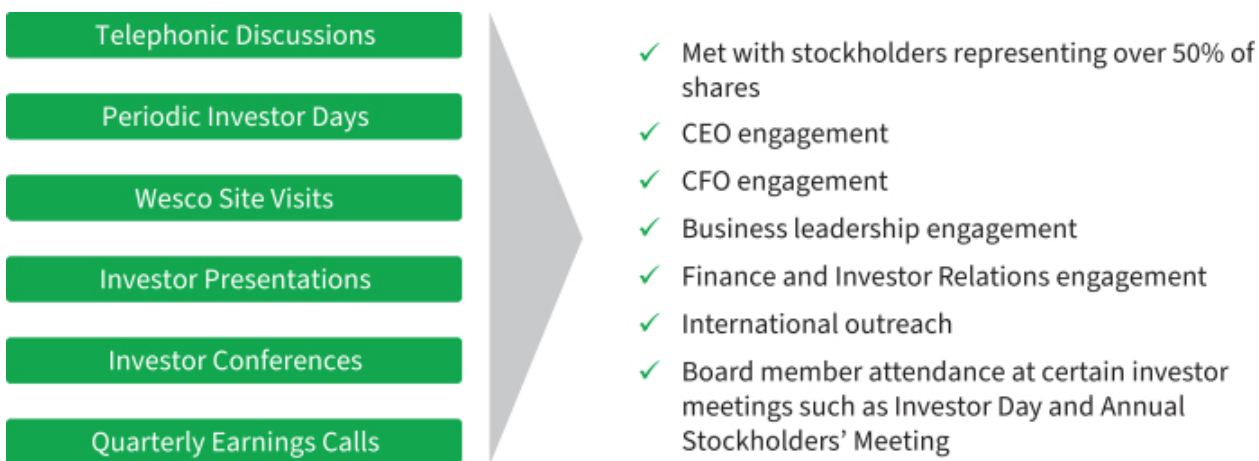 Telephonic Discussions
Periodic Investor Days
Wesco Site Visits
Investor Presentations
Investor Conferences
Quarterly Earnings Calls
✓ Met with stockholders representing over 50% of
shares
✓ CEO engagement
✓ CFO engagement
✓ Business leadership engagement
✓ Finance and Investor Relations engagement
✓ International outreach
✓ Board member attendance at certain investor
meetings such as Investor Day and Annual
Stockholders’ Meeting